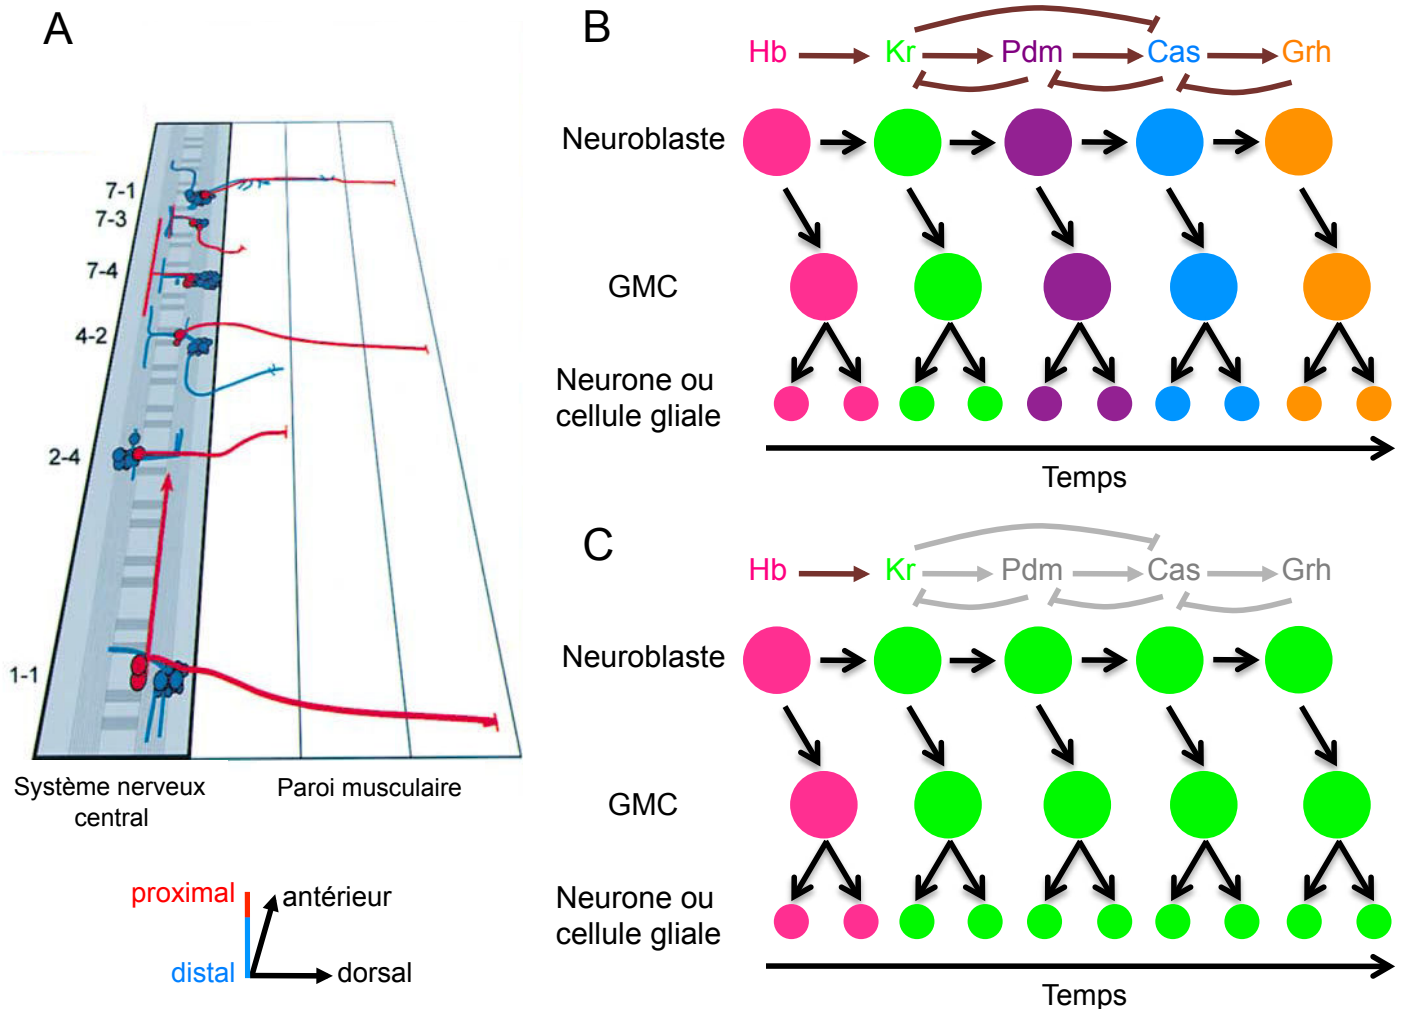 A
7-1
7-3
7-4
4-2
2-4
1-1
Système nerveux
central
Paroi musculaire
proximal
antérieur
distal
dorsal
B
Hb Kr Pdm Cas Grh
Neuroblaste
GMC
Neurone ou
cellule gliale
Temps
C
Hb Kr Pdm Cas Grh
Neuroblaste
GMC
Neurone ou
cellule gliale
Temps